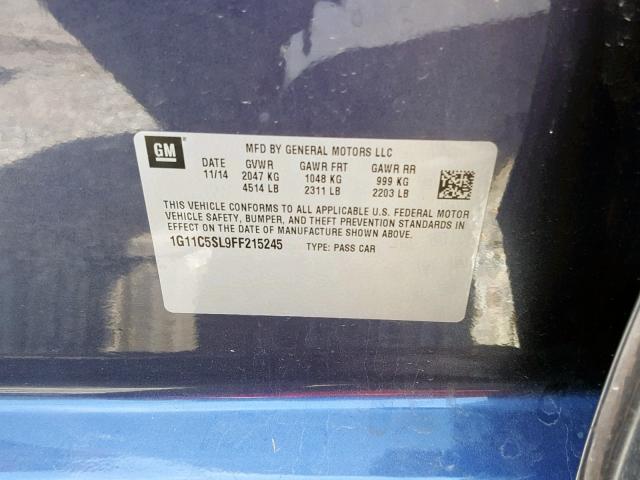 GM
MFD BY GENERAL MOTORS LLC
DATE GVWR GAWR FRT GAWR RR
11/14 2047 KG 1048 KG 999 KG
4514 LB 2311 LB 2203 LB
THIS VEHICLE CONFORMS TO ALL APPLICABLE U.S. FEDERAL MOTOR
VEHICLE SAFETY, BUMPER, AND THEFT PREVENTION STANDARDS IN
EFFECT ON THE DATE OF MANUFACTURE SHOWN ABOVE.
1G11C5SL9FF215245 TYPE: PASS CAR